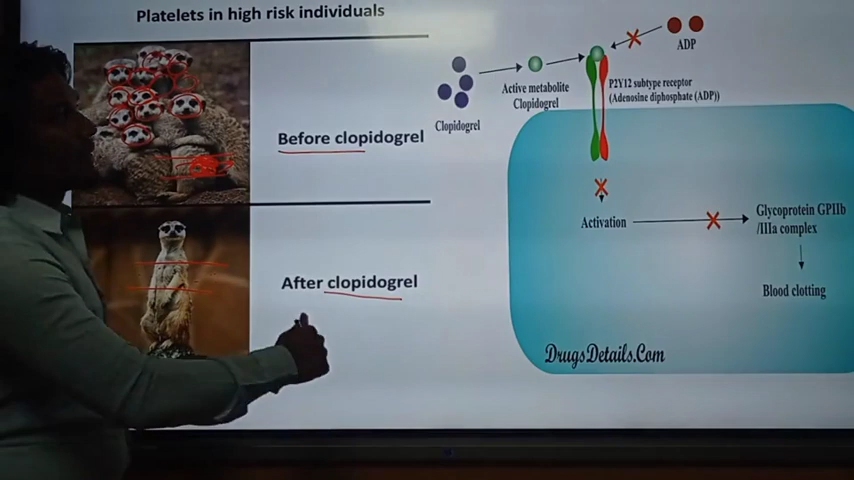 Platelets in high risk individuals
Before clopidogrel
After clopidogrel
Clopidogrel
Active metabolite
Clopidogrel
ADP
P2Y12 subtype receptor
(Adenosine diphosphate (ADP))
Activation
Glycoprotein GPIIb
/IIIa complex
Blood clotting
DrugsDetails.Com